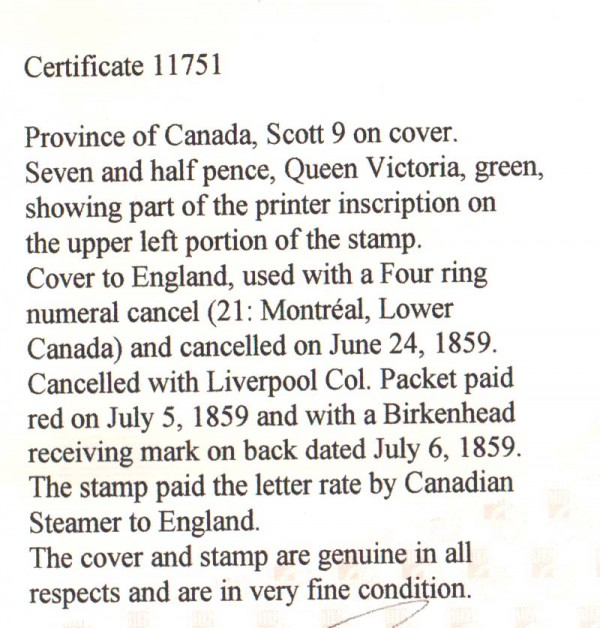 Certificate 11751
Province of Canada, Scott 9 on cover.
Seven and half pence, Queen Victoria, green,
showing part of the printer inscription on
the upper left portion of the stamp.
Cover to England, used with a Four ring
numeral cancel (21: Montréal, Lower
Canada) and cancelled on June 24, 1859.
Cancelled with Liverpool Col. Packet paid
red on July 5, 1859 and with a Birkenhead
receiving mark on back dated July 6, 1859.
The stamp paid the letter rate by Canadian
Steamer to England.
The cover and stamp are genuine in all
respects and are in very fine condition.